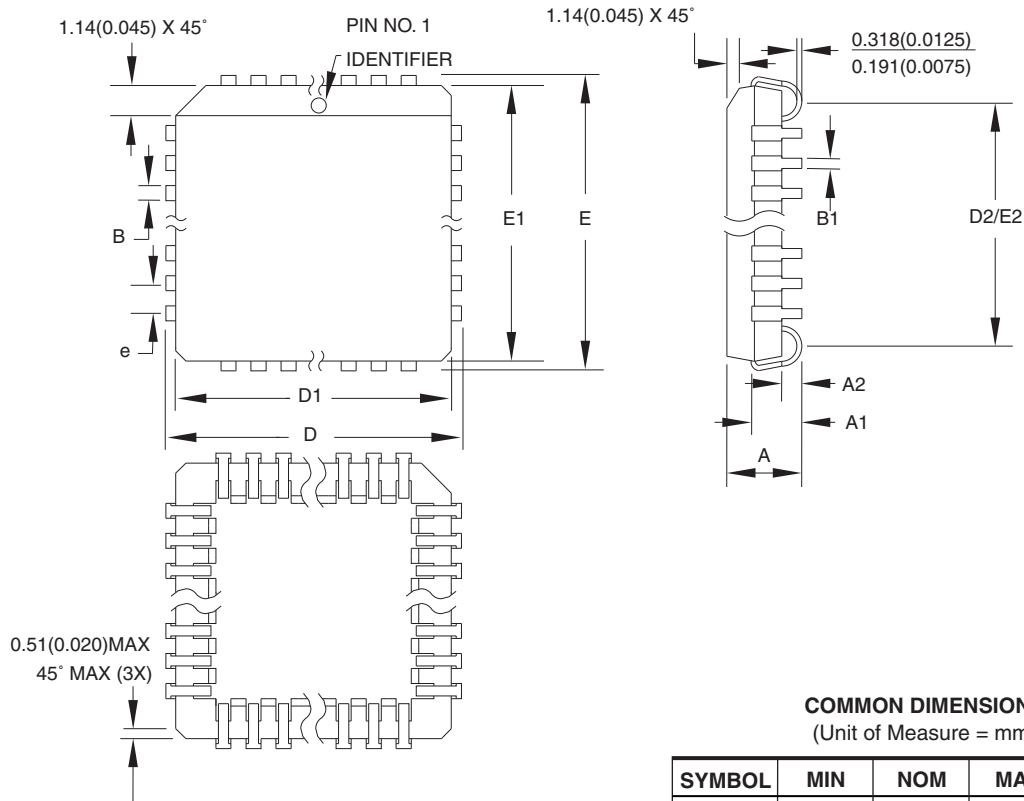 1.14(0.045) X 45˚
PIN NO. 1
IDENTIFIER
1.14(0.045) X 45˚
0.318(0.0125)
0.191(0.0075)
E1
E
B
e
B1
D2/E2
D1
D
A2
A1
A
0.51(0.020)MAX
45˚ MAX (3X)
COMMON DIMENSION
(Unit of Measure = mm
SYMBOL MIN NOM MA